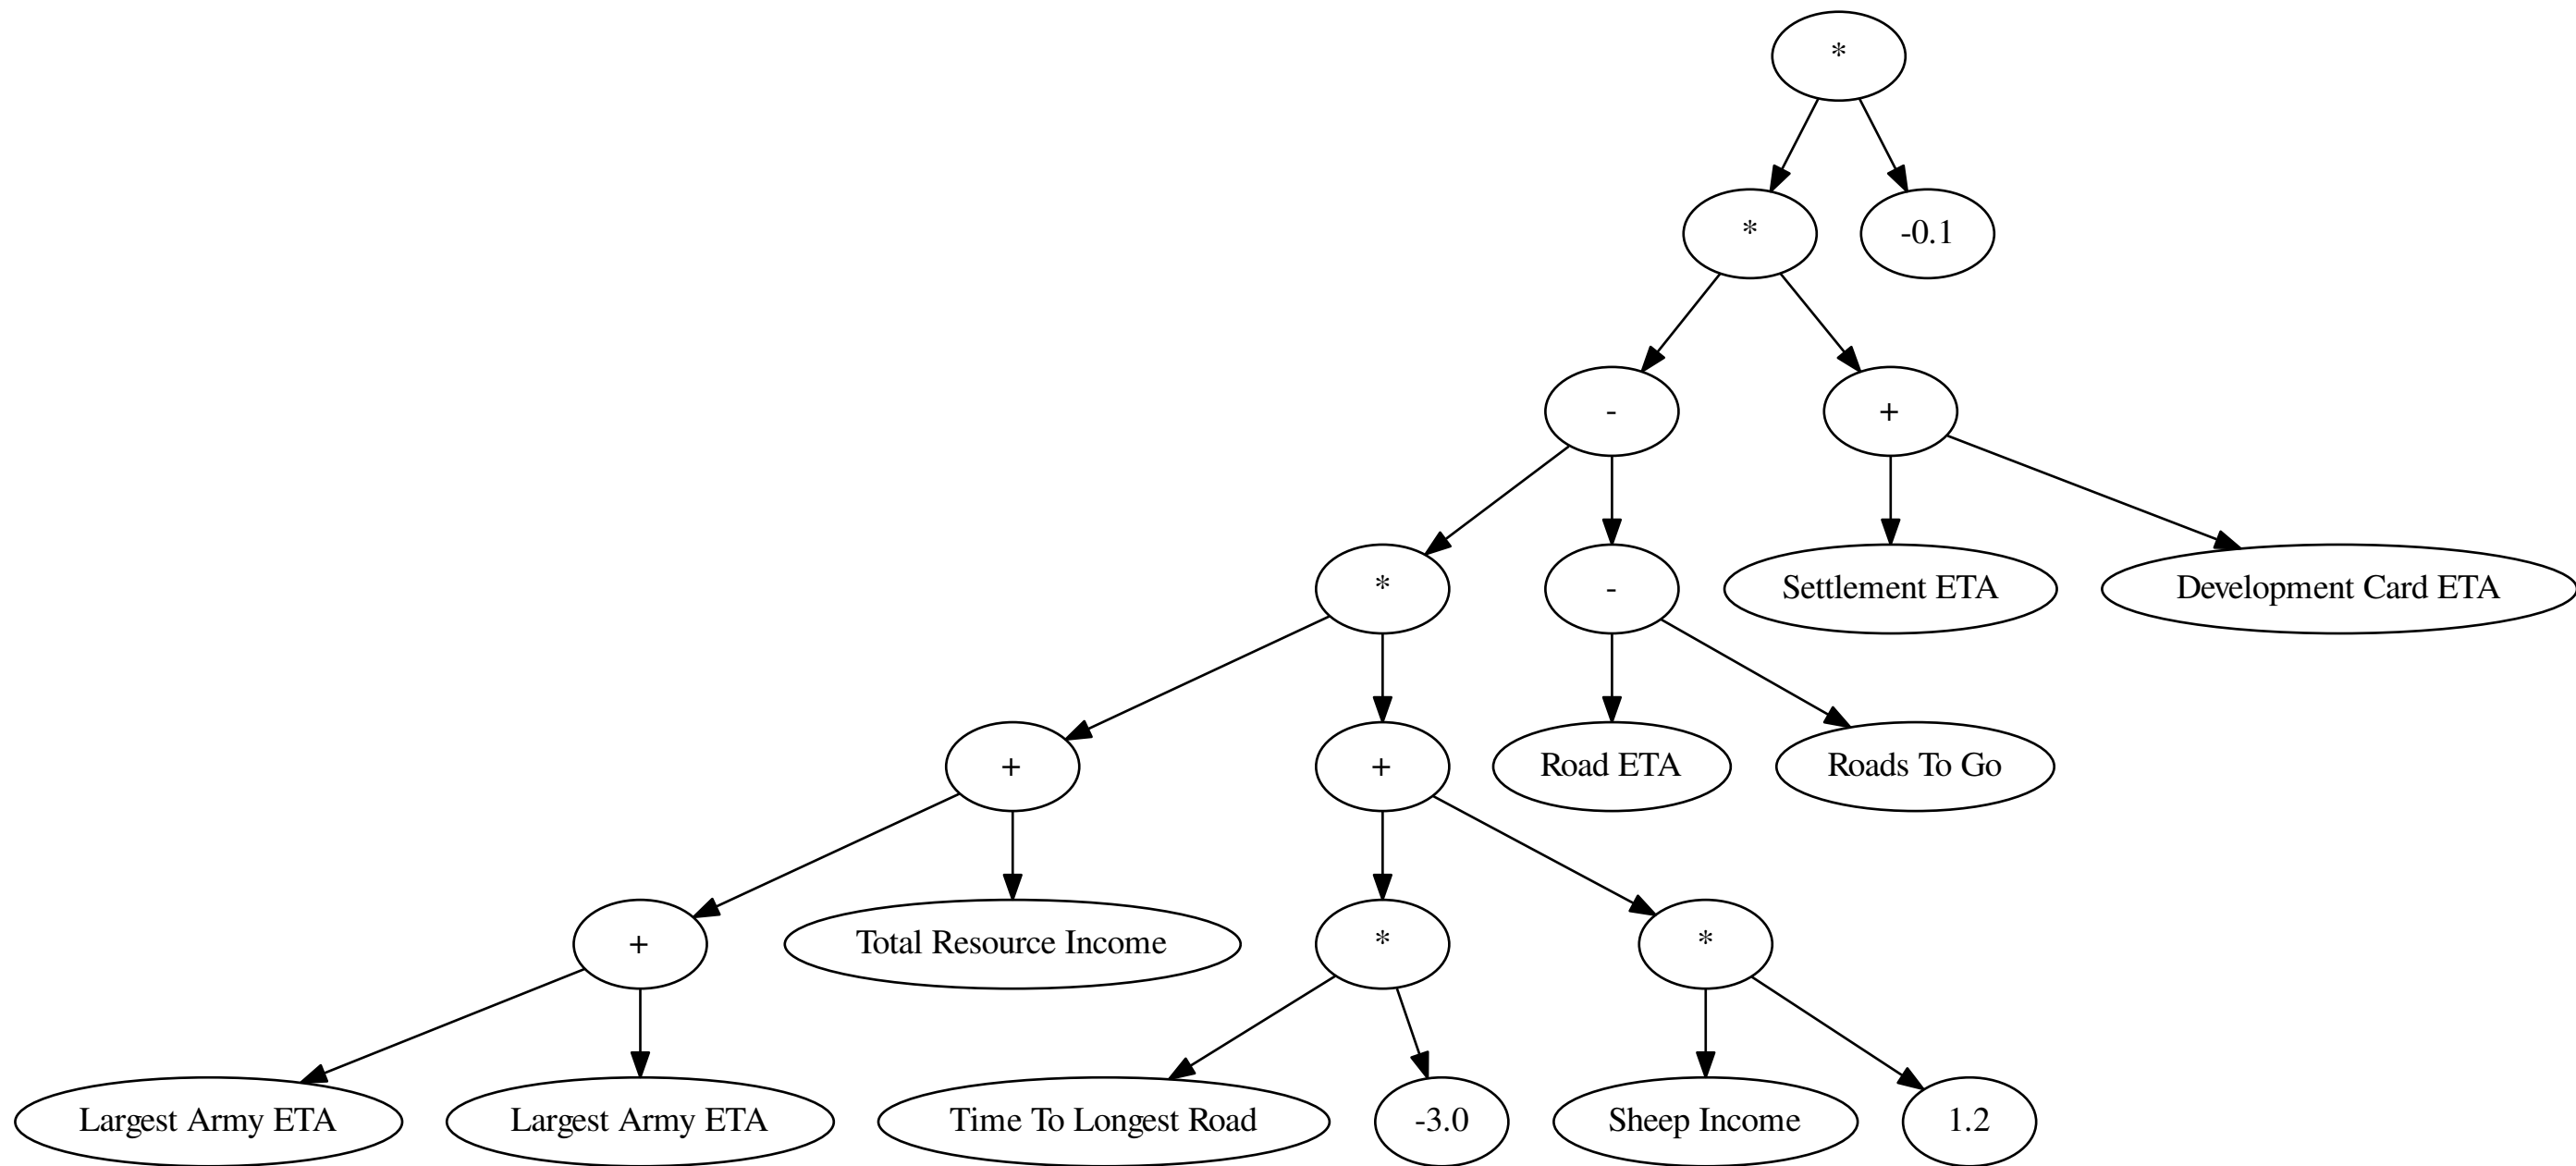 *
*
-0.1
-
+
*
-
Settlement ETA
Development Card ETA
+
+
Road ETA
Roads To Go
+
Total Resource Income
*
*
Largest Army ETA
Largest Army ETA
Time To Longest Road
-3.0
Sheep Income
1.2